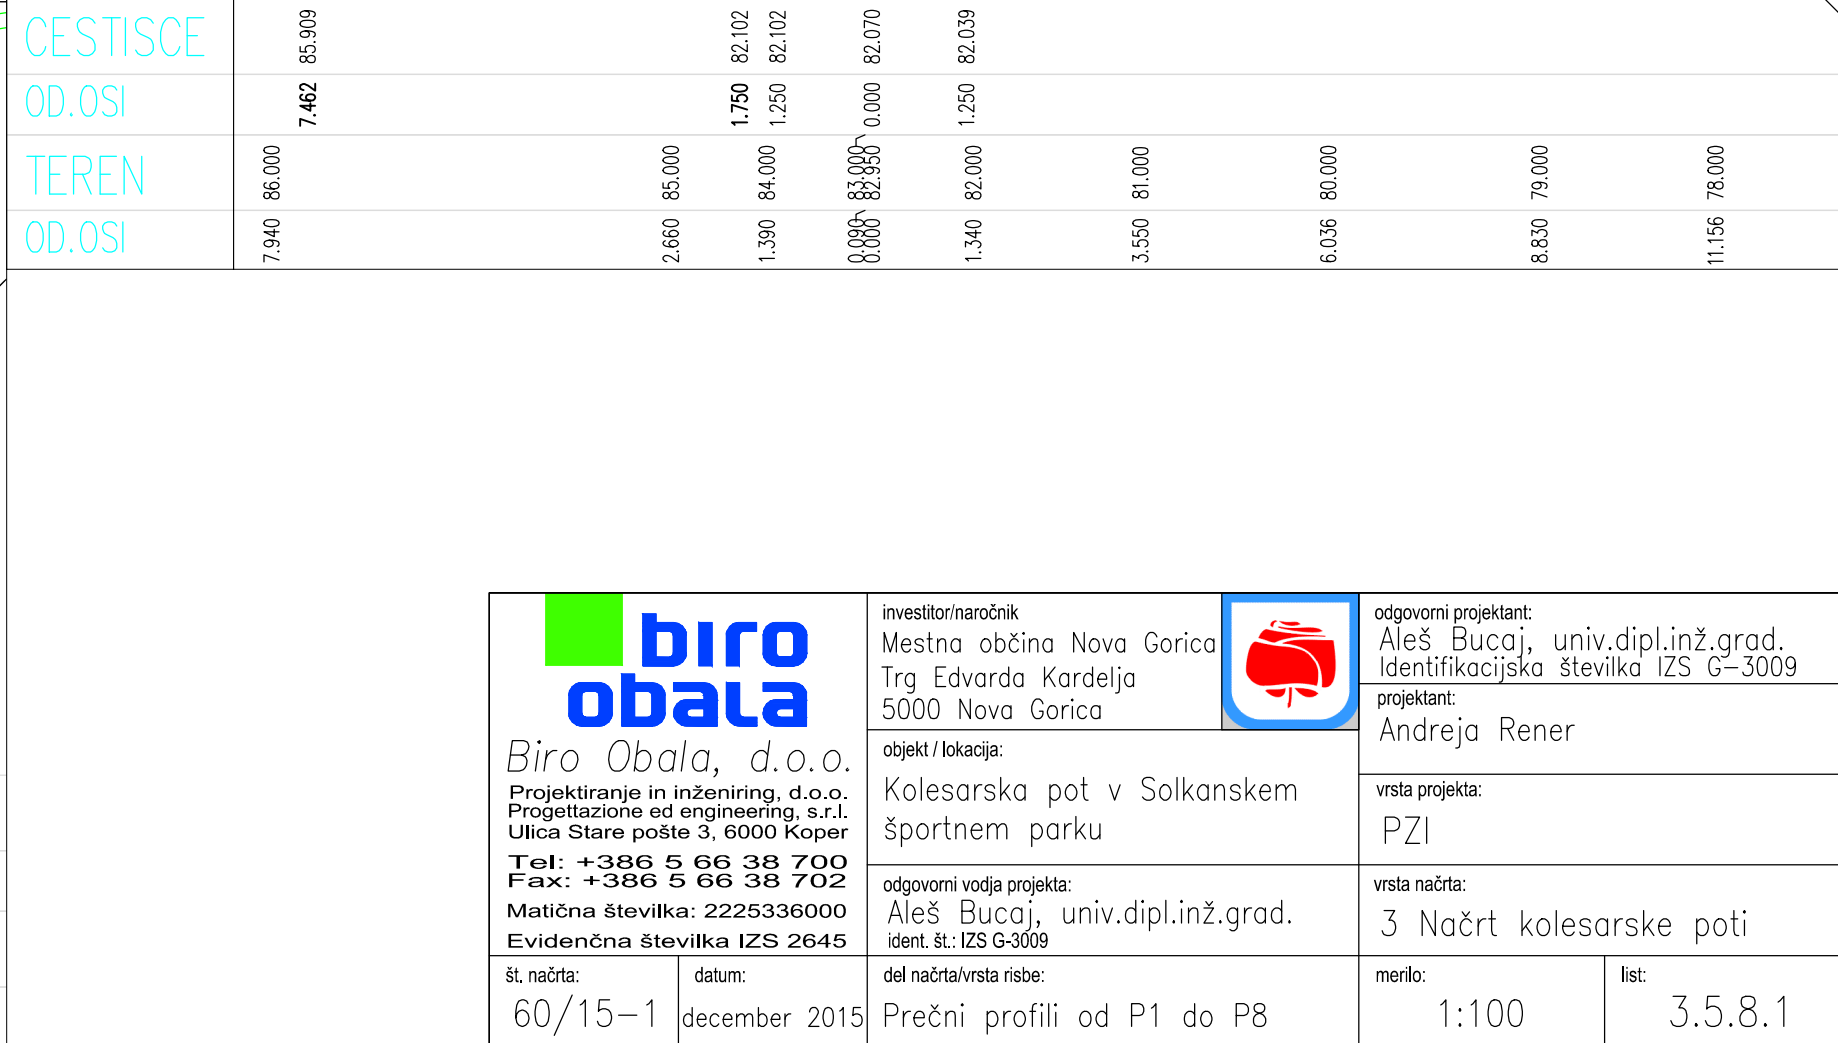 CESTISCE 85.909 82.102 82.102 82.070 82.039
OD.OSI 7.462 1.750 1.250 0.000 1.250
TEREN 86.000 85.000 84.000 83.000 82.950 82.000 81.000 80.000 79.000 78.000
OD.OSI 7.940 2.660 1.390 0.090 0.000 1.340 3.550 6.036 8.830 11.156
biro
obala
Biro Obala, d.o.o.
Projektiranje in inženiring, d.o.o.
Progettazione ed engineering, s.r.l.
Ulica Stare pošte 3, 6000 Koper
Tel: +386 5 66 38 700
Fax: +386 5 66 38 702
Matična številka: 2225336000
Evidenčna številka IZS 2645
št. načrta:
60/15-1
datum:
december 2015
investitor/naročnik
Mestna občina Nova Gorica
Trg Edvarda Kardelja
5000 Nova Gorica
objekt / lokacija:
Kolesarska pot v Solkanskem
športnem parku
odgovorni vodja projekta:
Aleš Bucaj, univ.dipl.inž.grad.
ident. št.: IZS G-3009
del načrta/vrsta risbe:
Prečni profili od P1 do P8
odgovorni projektant:
Aleš Bucaj, univ.dipl.inž.grad.
Identifikacijska številka IZS G-3009
projektant:
Andreja Rener
vrsta projekta:
PZI
vrsta načrta:
3 Načrt kolesarske poti
merilo:
1:100
list:
3.5.8.1